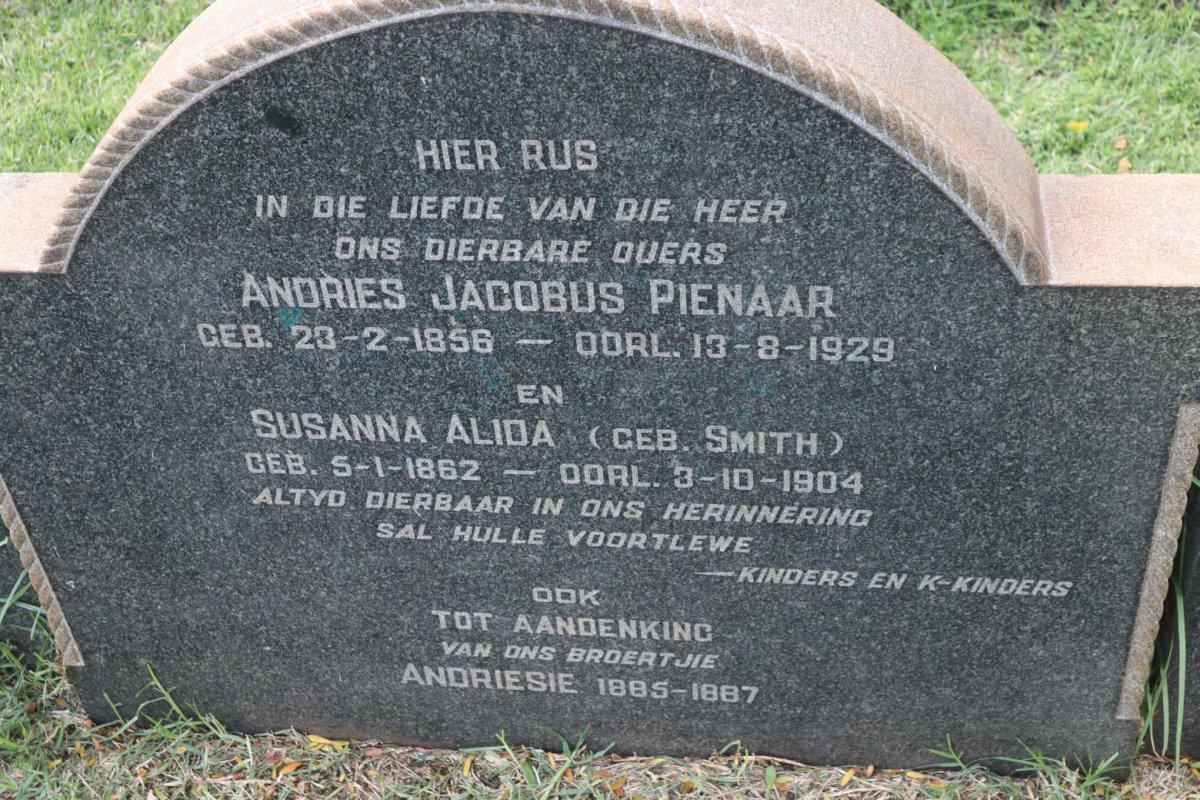 HIER RUS
IN DIE LIEFDE VAN DIE HEER
ONS DIERBARE OUERS
ANDRIES JACOBUS PIENAAR
GEB. 23-2-1856 — OORL. 13-8-1929
EN
SUSANNA ALIDA (GEB. SMITH)
GEB. 5-1-1862 — OORL. 3-10-1904
ALTYD DIERBAAR IN ONS HERINNERING
SAL HULLE VOORTLEWE
—KINDERS EN K-KINDERS
OOK
TOT AANDENKING
VAN ONS BROERTJIE
ANDRIESIE 1885-1887